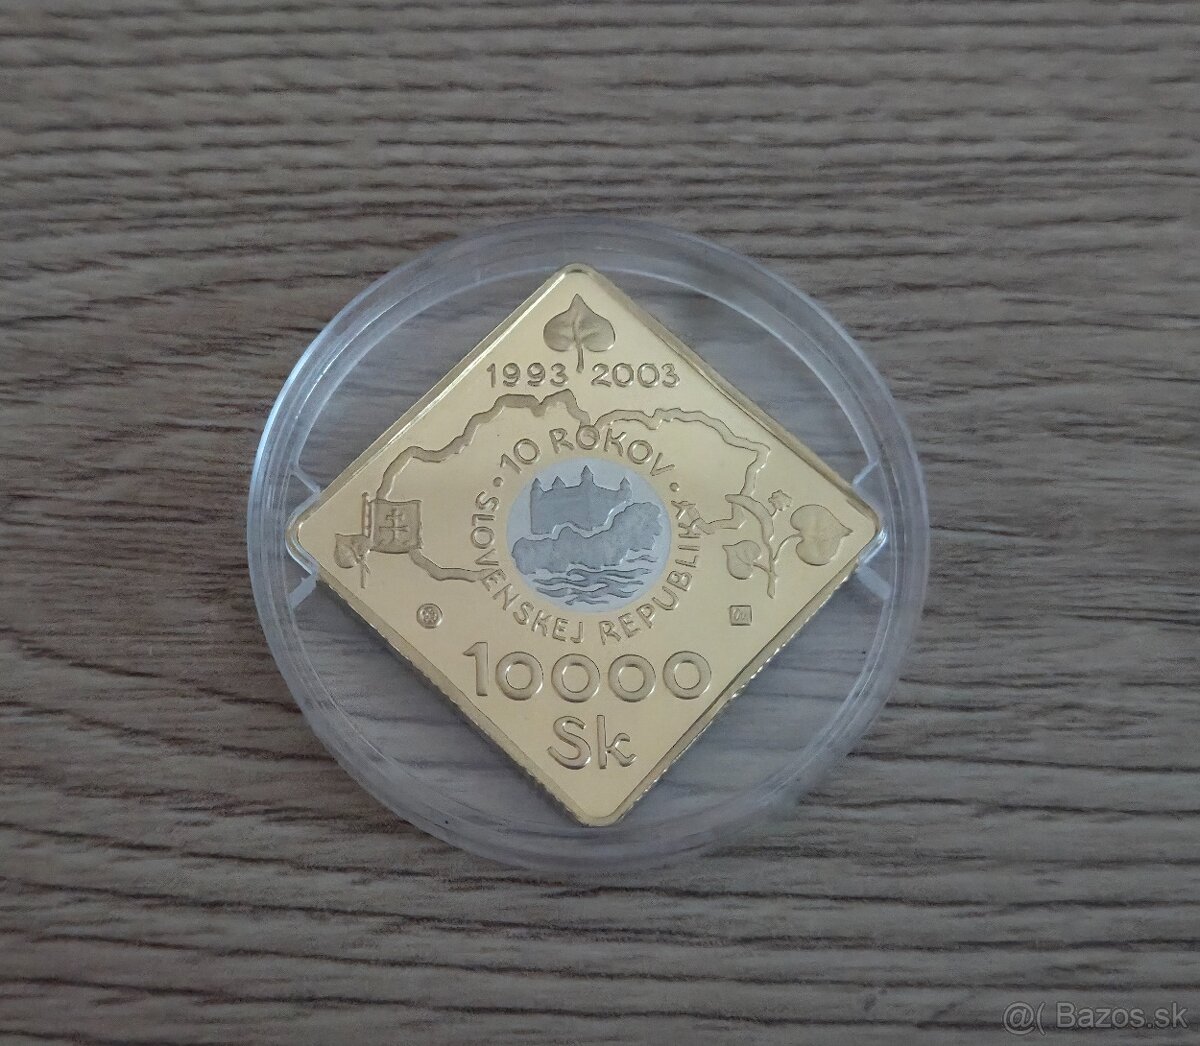 1993 2003
· 10 ROKOV · SLOVENSKEJ REPUBLIKY
10000
Sk
@( Bazos.sk